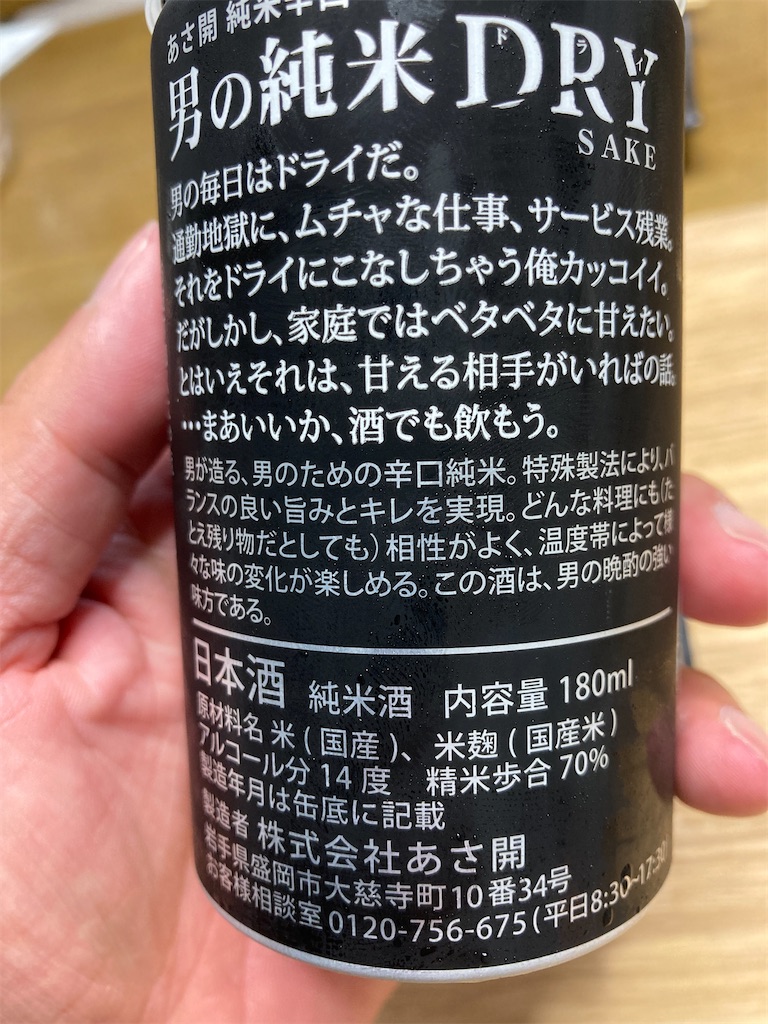 あさ開 純米辛口
男の純米DRY
ドライ
SAKE
男の毎日はドライだ。
通勤地獄に、ムチャな仕事、サービス残業。
それをドライにこなしちゃう俺カッコイイ。
だがしかし、家庭ではベタベタに甘えたい。
とはいえそれは、甘える相手がいればの話。
…まあいいか、酒でも飲もう。
男が造る、男のための辛口純米。特殊製法により、バ
ランスの良い旨みとキレを実現。どんな料理にも(た
とえ残り物だとしても)相性がよく、温度帯によって様
々な味の変化が楽しめる。この酒は、男の晩酌の強い
味方である。
日本酒 純米酒 内容量 180ml
原材料名 米(国産)、米麹(国産米)
アルコール分 14度 精米歩合 70%
製造年月は缶底に記載
製造者 株式会社あさ開
岩手県盛岡市大慈寺町10番34号
お客様相談室 0120-756-675(平日8:30~17:30)